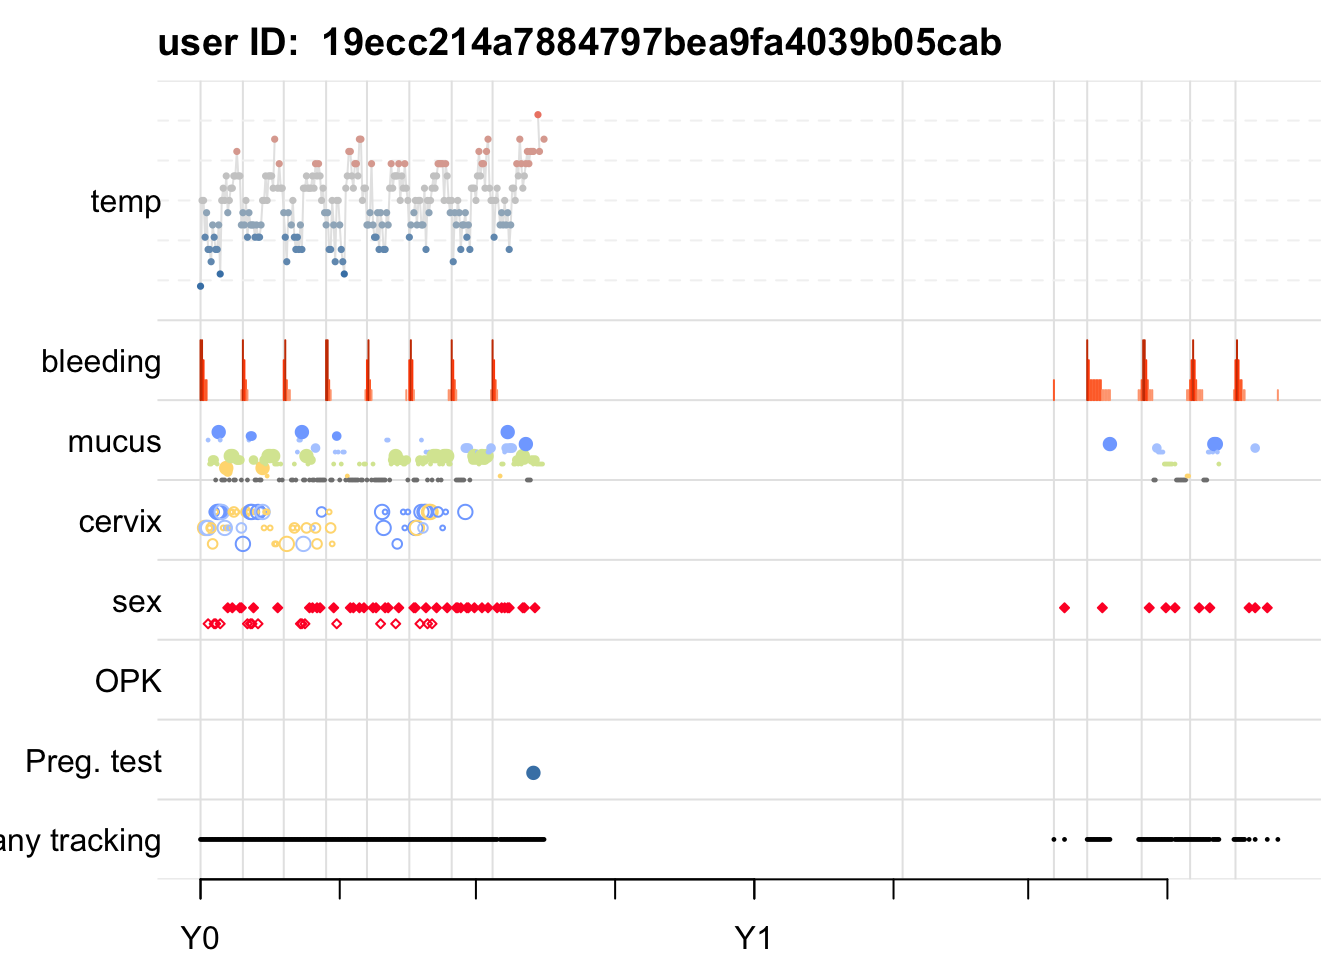 user ID:  19ecc214a7884797bea9fa4039b05cab
temp
bleeding
mucus
cervix
sex
OPK
Preg. test
any tracking
Y0 Y1